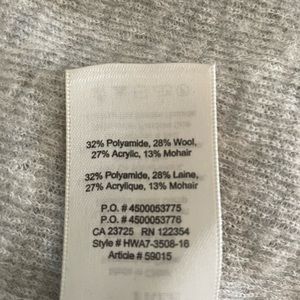 32% Polyamide, 28% Wool,
27% Acrylic, 13% Mohair
32% Polyamide, 28% Laine,
27% Acrylique, 13% Mohair
P.O. # 4500053775
P.O. # 4500053776
CA 23725 RN 122354
Style # HWA7-3508-16
Article # 59015